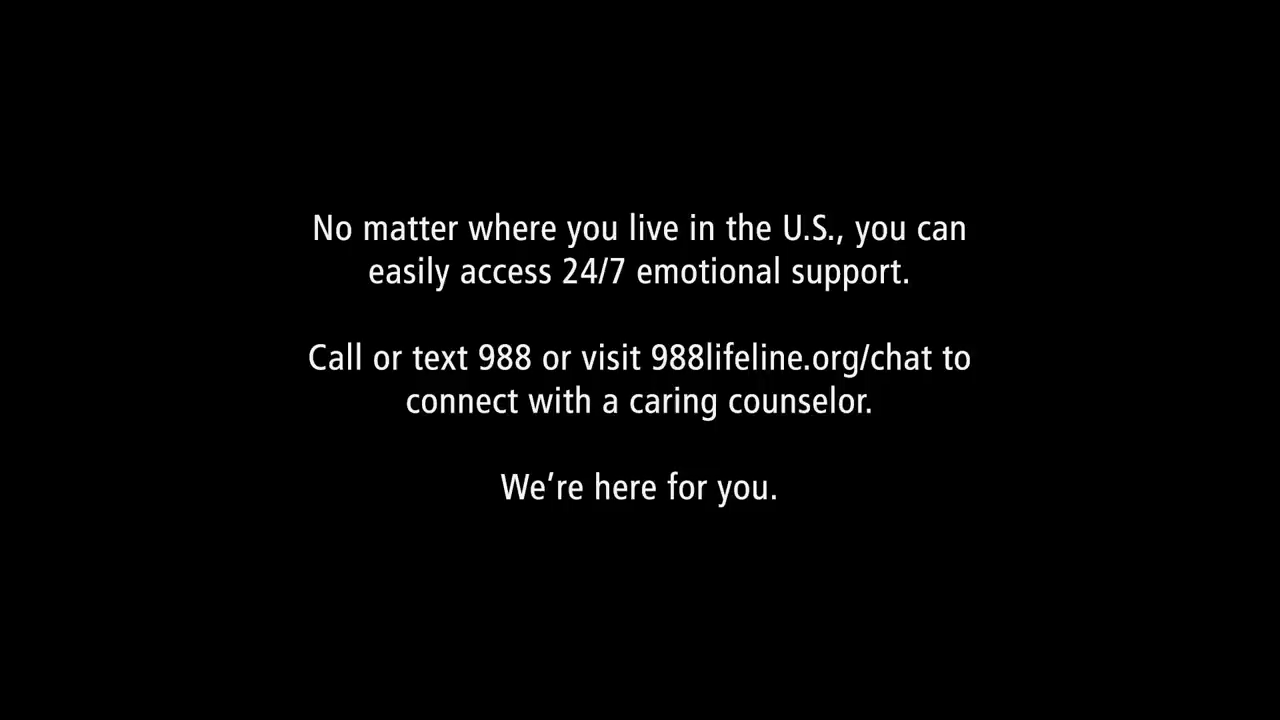 No matter where you live in the U.S., you can
easily access 24/7 emotional support.
Call or text 988 or visit 988lifeline.org/chat to
connect with a caring counselor.
We’re here for you.